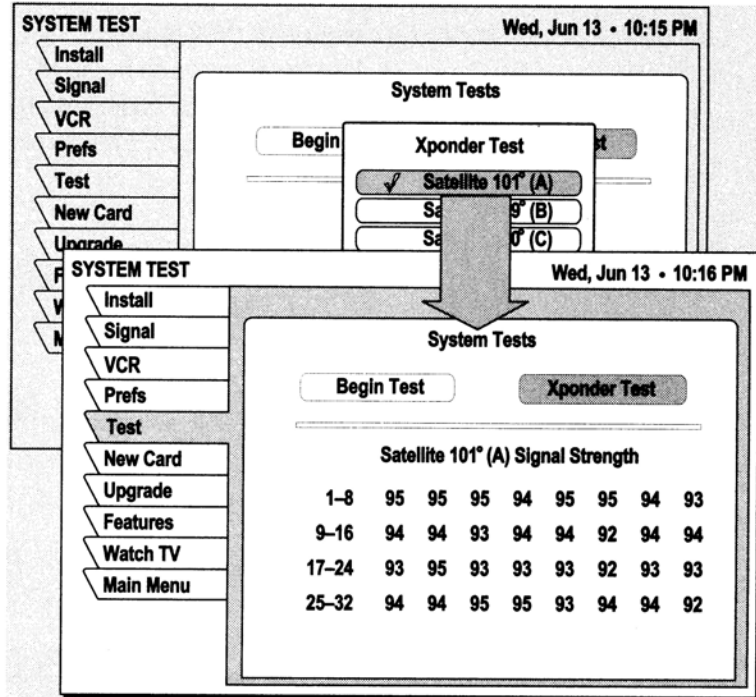 SYSTEM TEST Wed, Jun 13 • 10:15 PM
Install
Signal
VCR
Prefs
Test
New Card
Upgrade
System Tests
Begin
Xponder Test
✓ Satellite 101° (A)
9° (B)
0° (C)
SYSTEM TEST Wed, Jun 13 • 10:16 PM
Install
Signal
VCR
Prefs
Test
New Card
Upgrade
Features
Watch TV
Main Menu
System Tests
Begin Test Xponder Test
Satellite 101° (A) Signal Strength
1–8 95 95 95 94 95 95 94 93
9–16 94 94 93 94 94 92 94 94
17–24 93 95 93 93 93 92 93 93
25–32 94 94 95 95 93 94 94 92